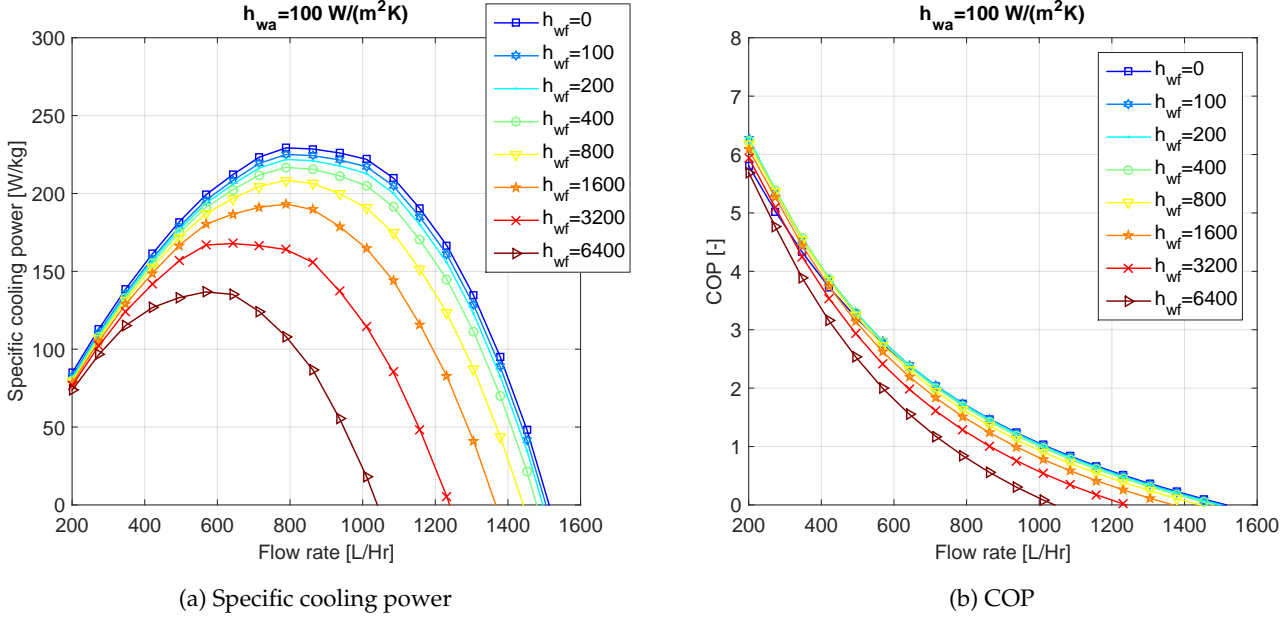 h_wa=100 W/(m²K)
300
250
200
150
100
50
0
Specific cooling power [W/kg]
200 400 600 800 1000 1200 1400 1600
Flow rate [L/Hr]
h_wf=0
h_wf=100
h_wf=200
h_wf=400
h_wf=800
h_wf=1600
h_wf=3200
h_wf=6400
(a) Specific cooling power
h_wa=100 W/(m²K)
8
7
6
5
4
3
2
1
0
COP [-]
200 400 600 800 1000 1200 1400 1600
Flow rate [L/Hr]
h_wf=0
h_wf=100
h_wf=200
h_wf=400
h_wf=800
h_wf=1600
h_wf=3200
h_wf=6400
(b) COP